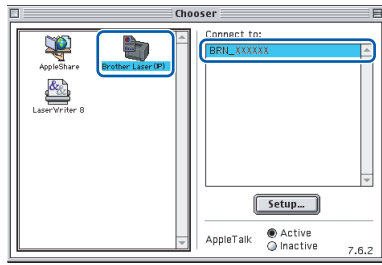 Chooser
AppleShare
Brother Laser(IP)
LaserWriter 8
Connect to:
BRN_XXXXXX
Setup...
AppleTalk
Active
Inactive
7.6.2